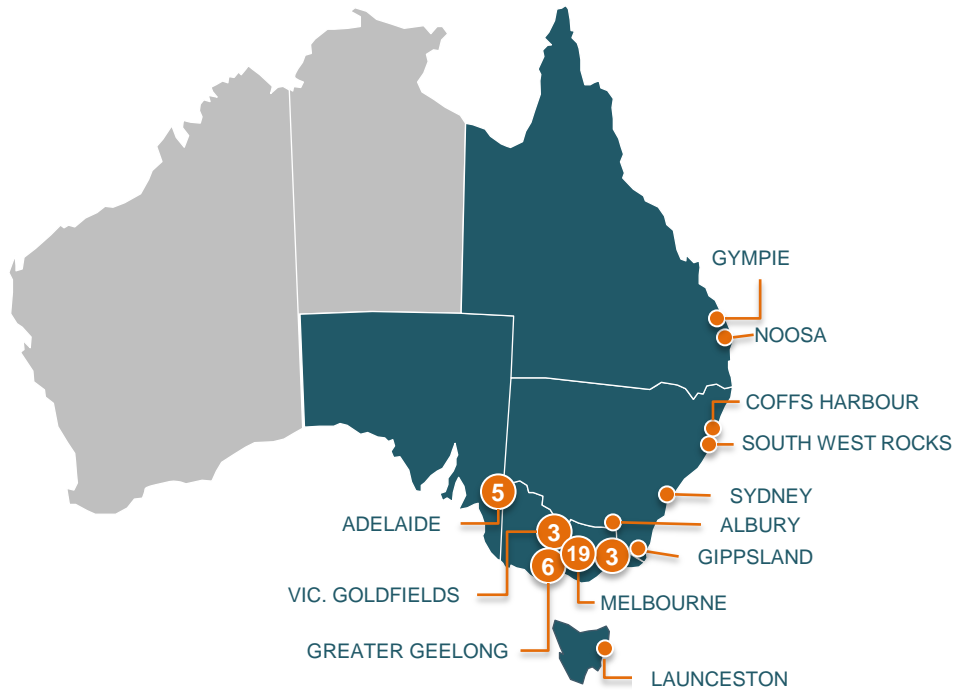 GYMPIE
NOOSA
COFFS HARBOUR
SOUTH WEST ROCKS
5
SYDNEY
ADELAIDE
ALBURY
3
19
3
GIPPSLAND
6
VIC. GOLDFIELDS
MELBOURNE
GREATER GEELONG
LAUNCESTON